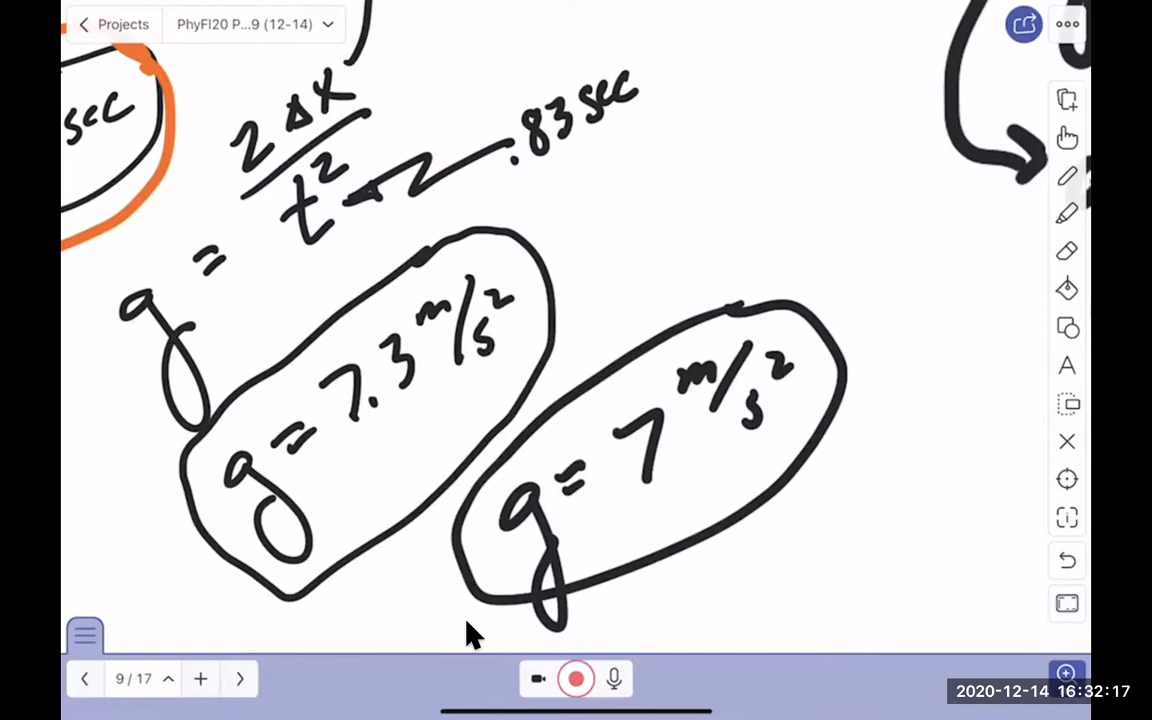 Projects
PhyFl20 P...9 (12-14)
sec
g = 2Δx/t²
.83 sec
g = 7.3 m/s²
g = 7 m/s²
A
9 / 17
2020-12-14 16:32:17